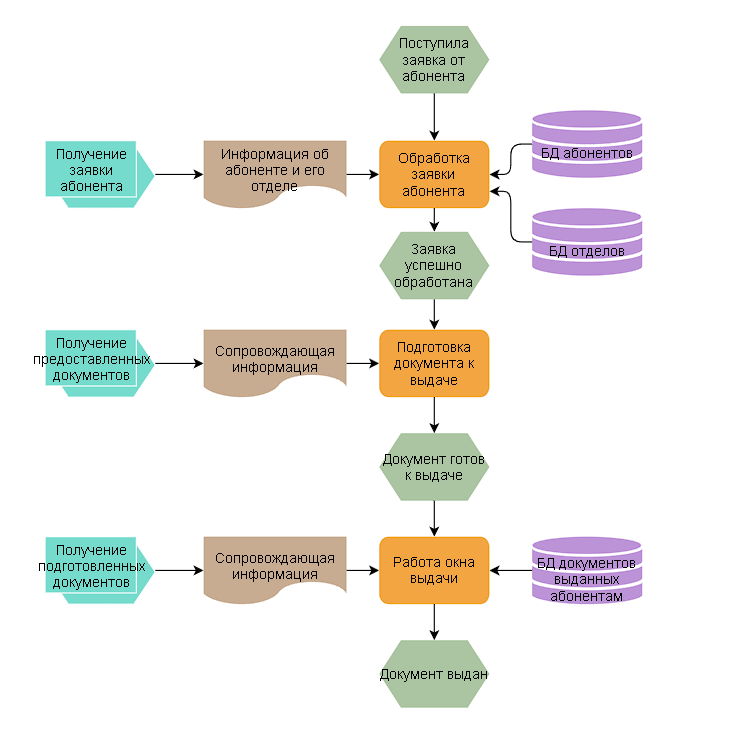 Поступила
заявка от
абонента
Получение
заявки
абонента
Информация об
абоненте и его
отделе
Обработка
заявки
абонента
БД абонентов
БД отделов
Заявка
успешно
обработана
Получение
предоставленных
документов
Сопровождающая
информация
Подготовка
документа к
выдаче
Документ готов
к выдаче
Получение
подготовленных
документов
Сопровождающая
информация
Работа окна
выдачи
БД документов
выданных
абонентам
Документ выдан